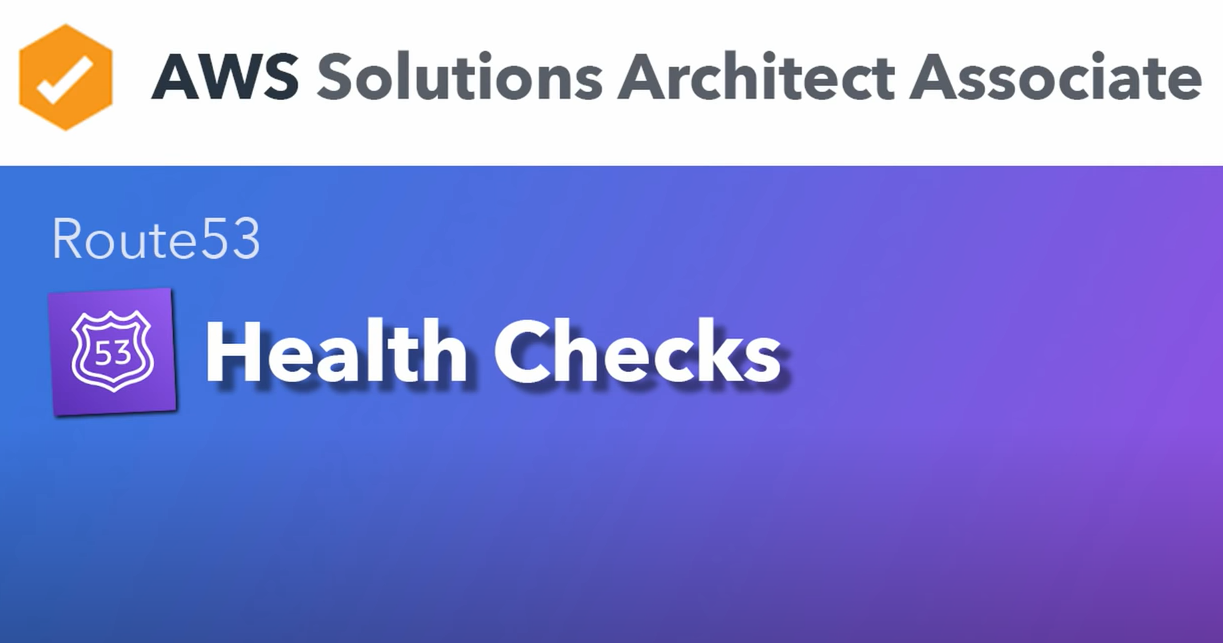 AWS Solutions Architect Associate
Route53
53
Health Checks